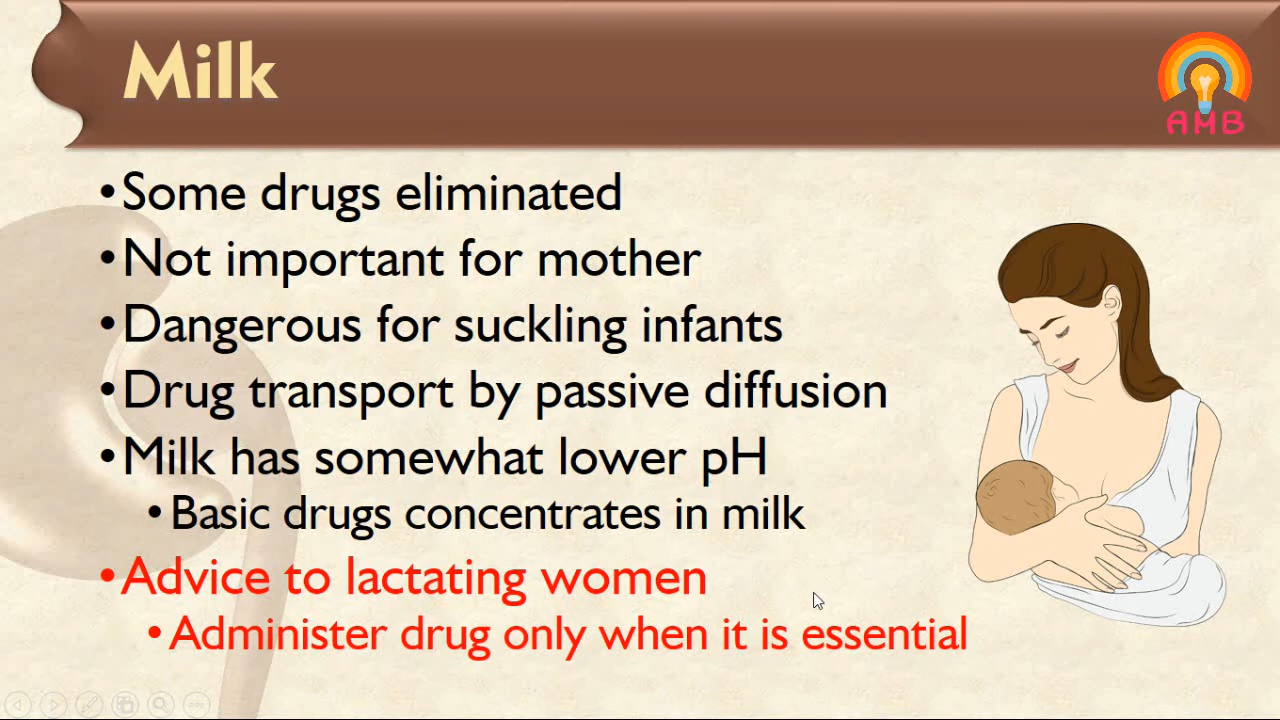 Milk
AMB
•Some drugs eliminated
•Not important for mother
•Dangerous for suckling infants
•Drug transport by passive diffusion
•Milk has somewhat lower pH
•Basic drugs concentrates in milk
•Advice to lactating women
•Administer drug only when it is essential